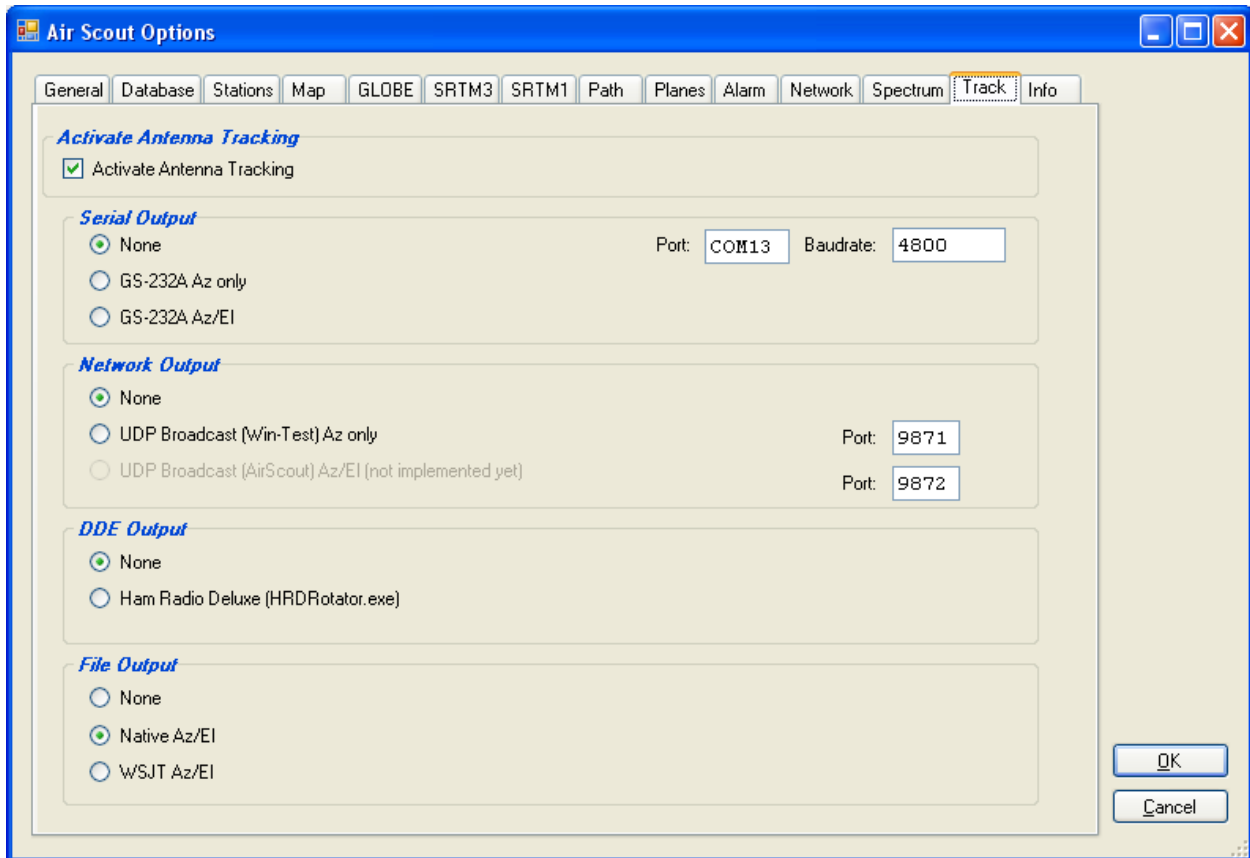 Air Scout Options
General Database Stations Map GLOBE SRTM3 SRTM1 Path Planes Alarm Network Spectrum Track Info
Activate Antenna Tracking
Activate Antenna Tracking
Serial Output
None Port: COM13 Baudrate: 4800
GS-232A Az only
GS-232A Az/El
Network Output
None
UDP Broadcast (Win-Test) Az only Port: 9871
UDP Broadcast (AirScout) Az/El (not implemented yet) Port: 9872
DDE Output
None
Ham Radio Deluxe (HRDRotator.exe)
File Output
None
Native Az/El
WSJT Az/El
OK
Cancel